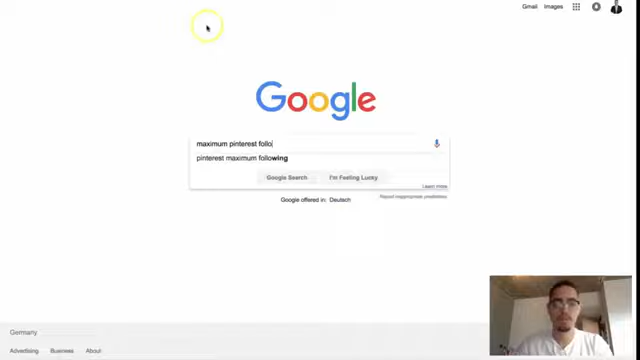 Gmail Images
Google
maximum pinterest follo
pinterest maximum following
Google Search I'm Feeling Lucky
Learn more
Report inappropriate predictions
Google offered in: Deutsch
Germany
Advertising Business About